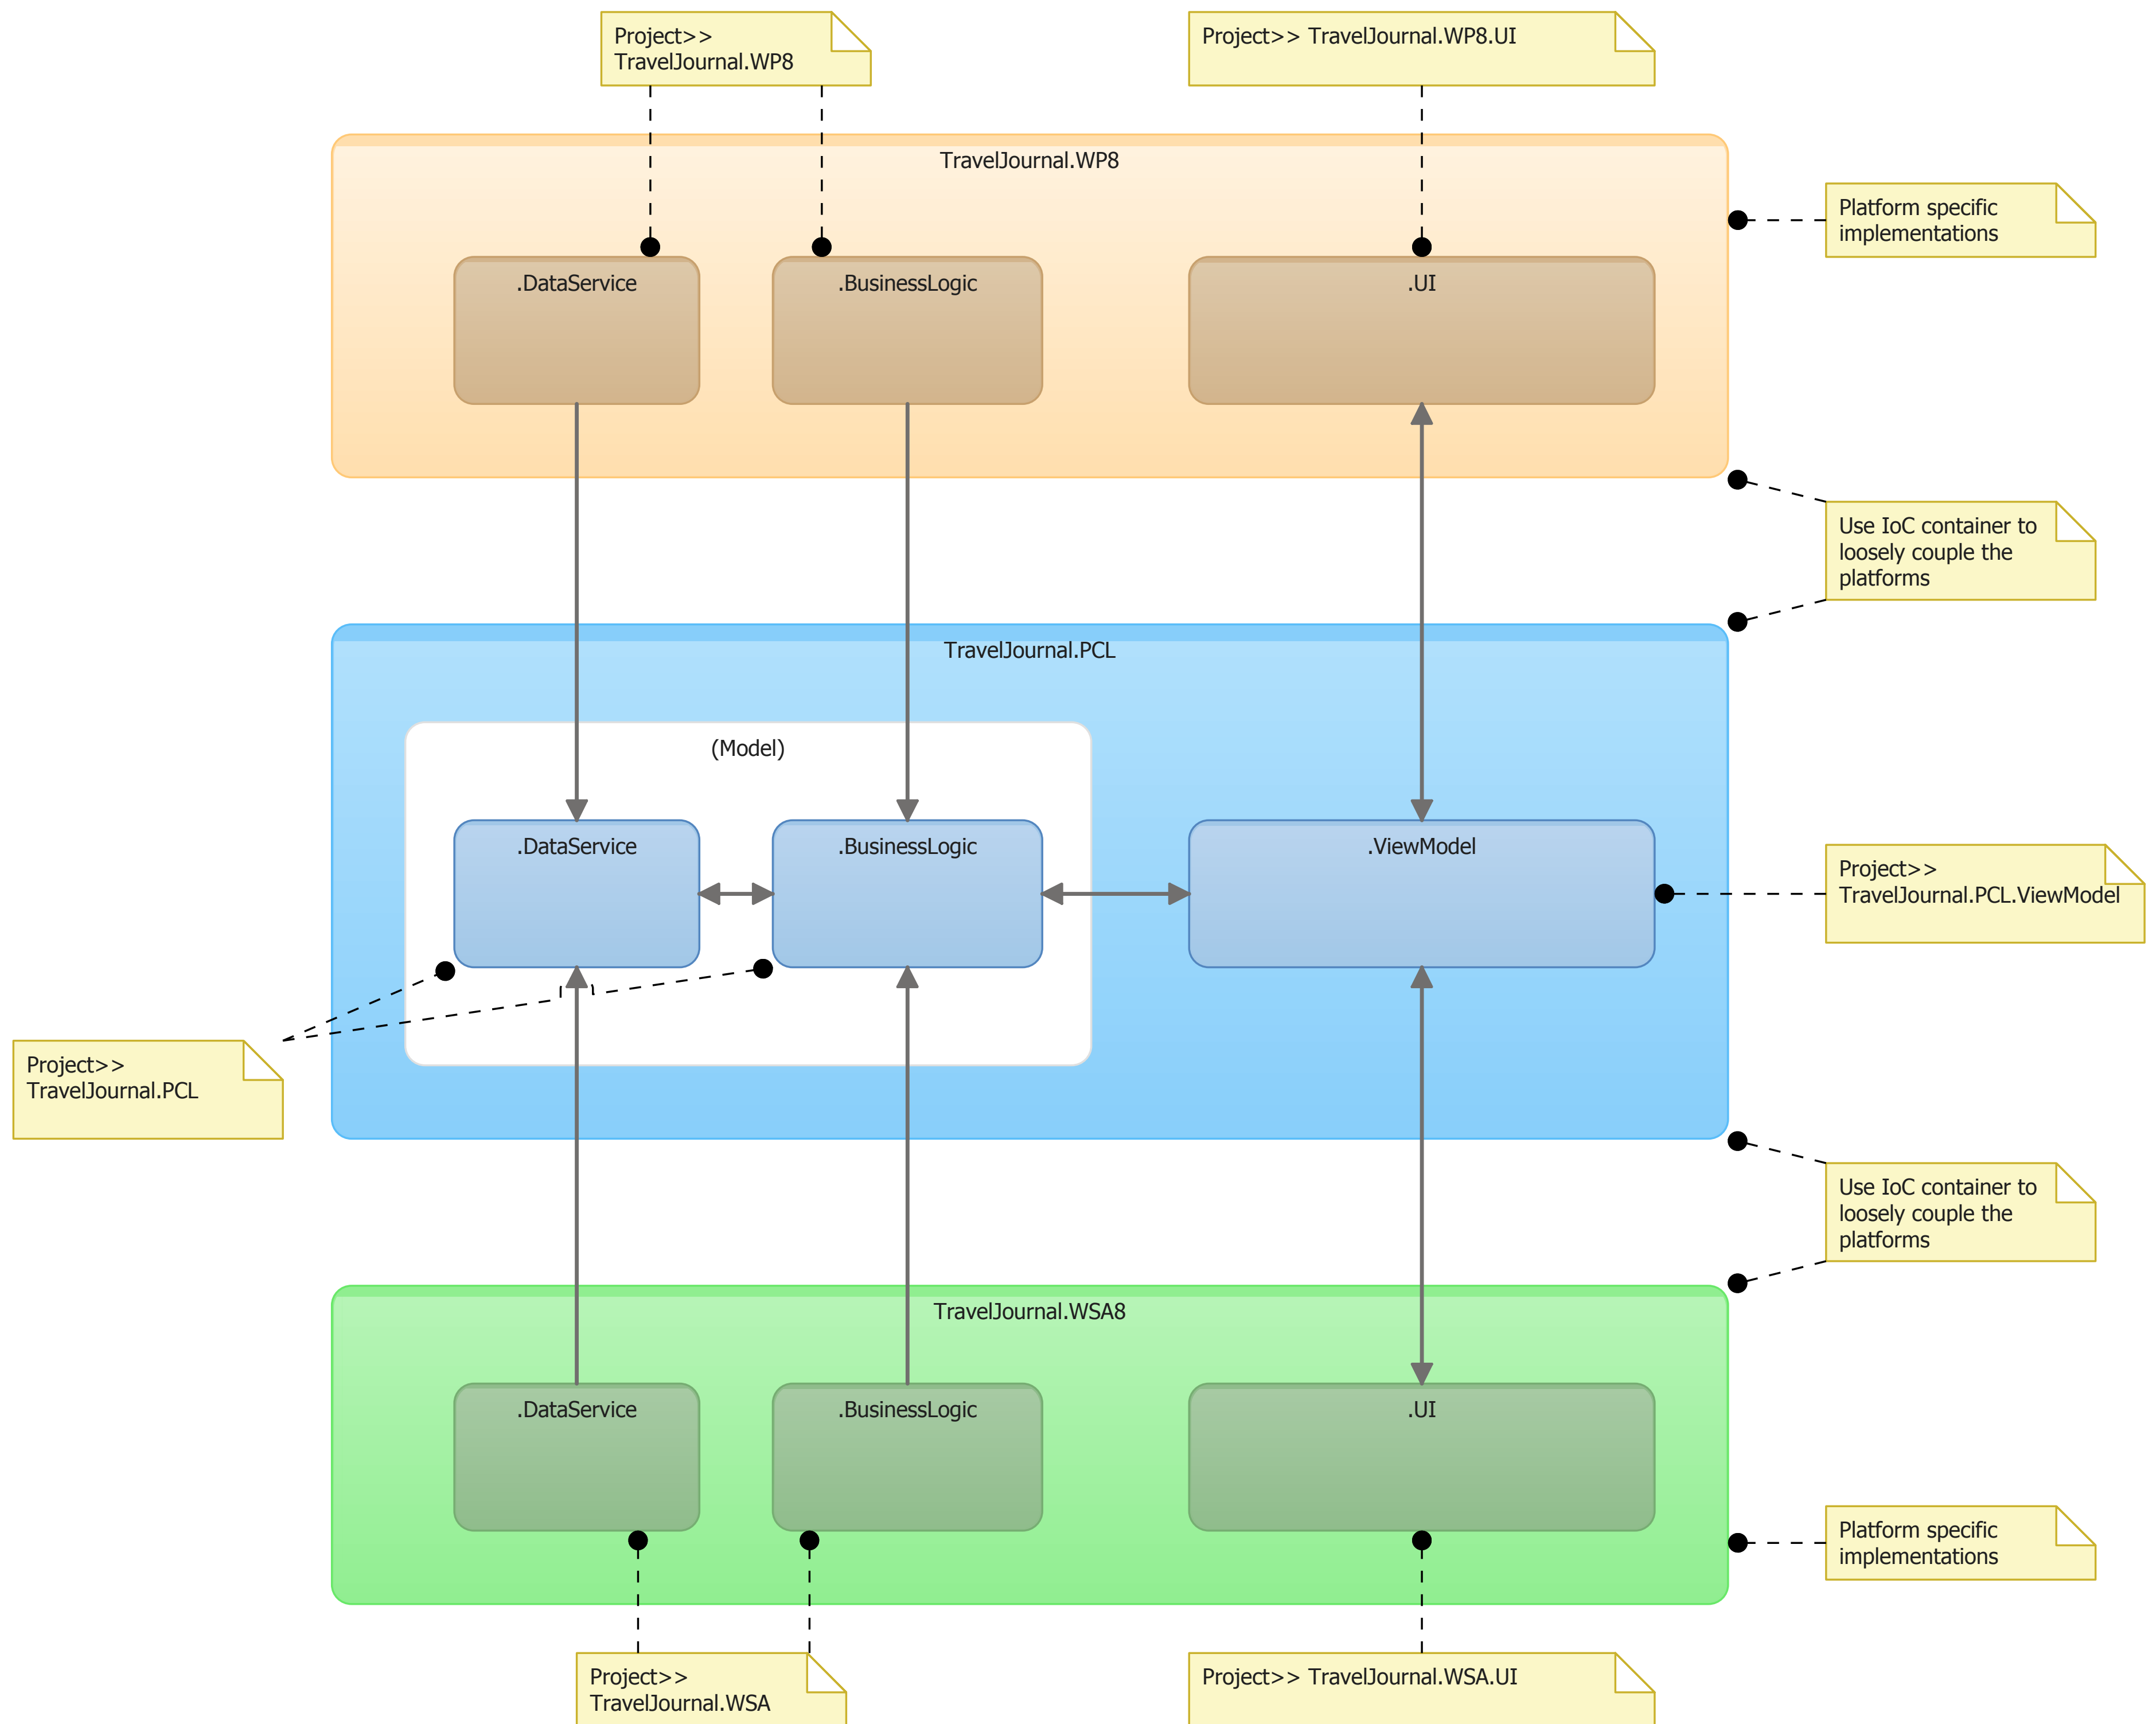 Project>>
TravelJournal.WP8
Project>> TravelJournal.WP8.UI
TravelJournal.WP8
Platform specific
implementations
.DataService
.BusinessLogic
.UI
Use IoC container to
loosely couple the
platforms
TravelJournal.PCL
(Model)
.DataService
.BusinessLogic
.ViewModel
Project>>
TravelJournal.PCL.ViewModel
Project>>
TravelJournal.PCL
Use IoC container to
loosely couple the
platforms
TravelJournal.WSA8
.DataService
.BusinessLogic
.UI
Platform specific
implementations
Project>>
TravelJournal.WSA
Project>> TravelJournal.WSA.UI